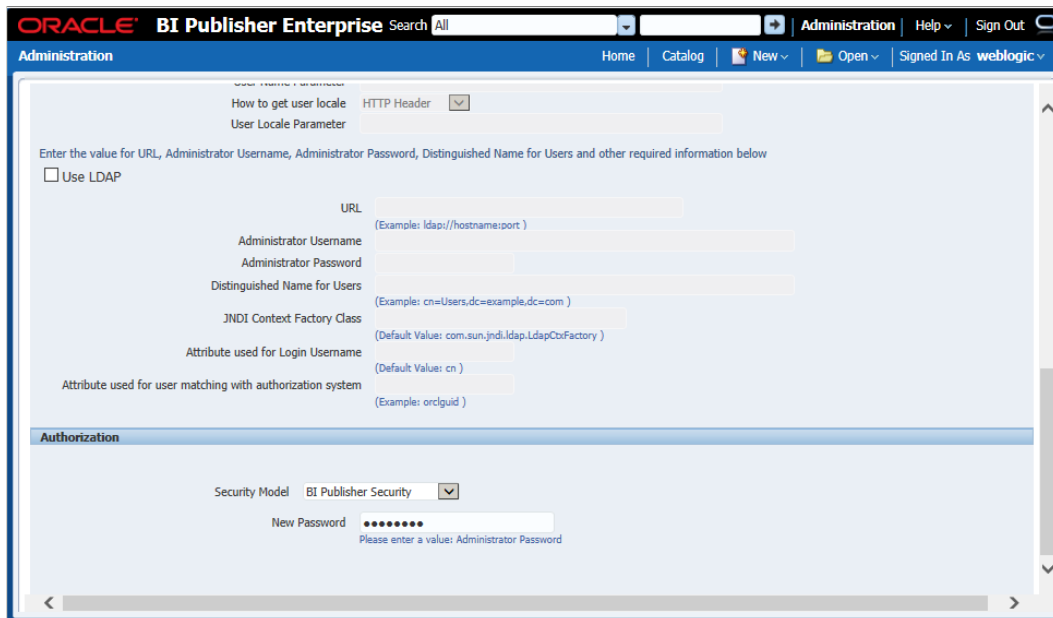 ORACLE BI Publisher Enterprise Search All Administration Help Sign Out
Administration Home Catalog New Open Signed In As weblogic
User Name Parameter
How to get user locale HTTP Header
User Locale Parameter
Enter the value for URL, Administrator Username, Administrator Password, Distinguished Name for Users and other required information below
Use LDAP
URL
(Example: ldap://hostname:port )
Administrator Username
Administrator Password
Distinguished Name for Users
(Example: cn=Users,dc=example,dc=com )
JNDI Context Factory Class
(Default Value: com.sun.jndi.ldap.LdapCtxFactory )
Attribute used for Login Username
(Default Value: cn )
Attribute used for user matching with authorization system
(Example: orclguid )
Authorization
Security Model BI Publisher Security
New Password ●●●●●●●●
Please enter a value: Administrator Password